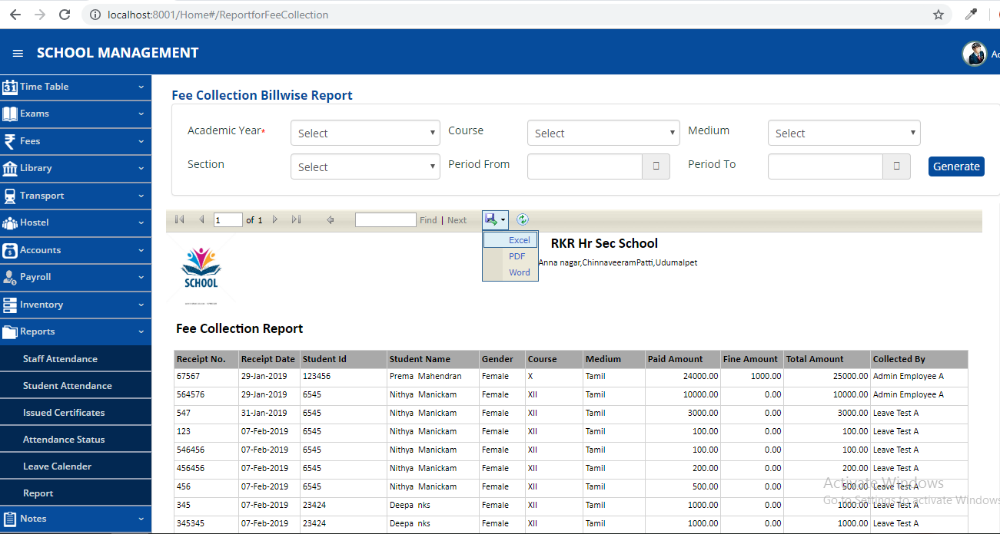 localhost:8001/Home#/ReportforFeeCollection
SCHOOL MANAGEMENT
31 Time Table
Exams
Fees
Library
Transport
Hostel
Accounts
Payroll
Inventory
Reports
Staff Attendance
Student Attendance
Issued Certificates
Attendance Status
Leave Calender
Report
Notes
Fee Collection Billwise Report
Academic Year* Select Course Select Medium Select
Section Select Period From Period To Generate
1 of 1 Find | Next
Excel
PDF
Word
SCHOOL
RKR Hr Sec School
Anna nagar,ChinnaveeramPatti,Udumalpet
Fee Collection Report
Receipt No. Receipt Date Student Id Student Name Gender Course Medium Paid Amount Fine Amount Total Amount Collected By
67567 29-Jan-2019 123456 Prema Mahendran Female X Tamil 24000.00 1000.00 25000.00 Admin Employee A
564576 29-Jan-2019 6545 Nithya Manickam Female XII Tamil 10000.00 0.00 10000.00 Admin Employee A
547 31-Jan-2019 6545 Nithya Manickam Female XII Tamil 3000.00 0.00 3000.00 Leave Test A
123 07-Feb-2019 6545 Nithya Manickam Female XII Tamil 100.00 0.00 100.00 Leave Test A
546456 07-Feb-2019 6545 Nithya Manickam Female XII Tamil 100.00 0.00 100.00 Leave Test A
456456 07-Feb-2019 6545 Nithya Manickam Female XII Tamil 200.00 0.00 200.00 Leave Test A
456 07-Feb-2019 6545 Nithya Manickam Female XII Tamil 500.00 0.00 500.00 Leave Test A
345 07-Feb-2019 23424 Deepa nks Female XII Tamil 1000.00 0.00 1000.00 Leave Test A
345345 07-Feb-2019 23424 Deepa nks Female XII Tamil 1000.00 0.00 1000.00 Leave Test A
Activate Windows
Go to Settings to activate Windows